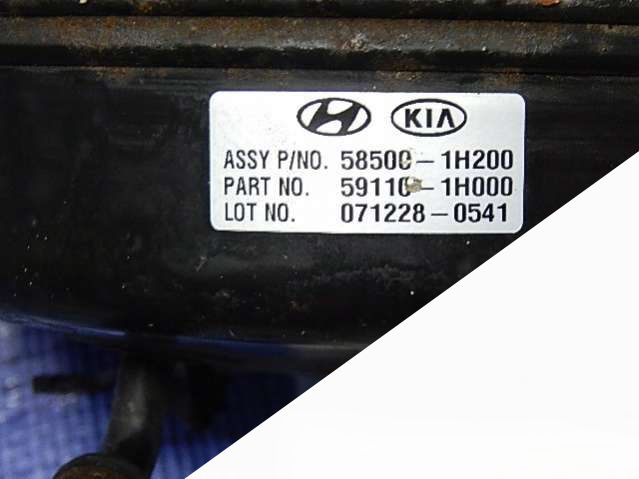 KIA
ASSY P/NO. 58500-1H200
PART NO. 59110-1H000
LOT NO. 071228-0541